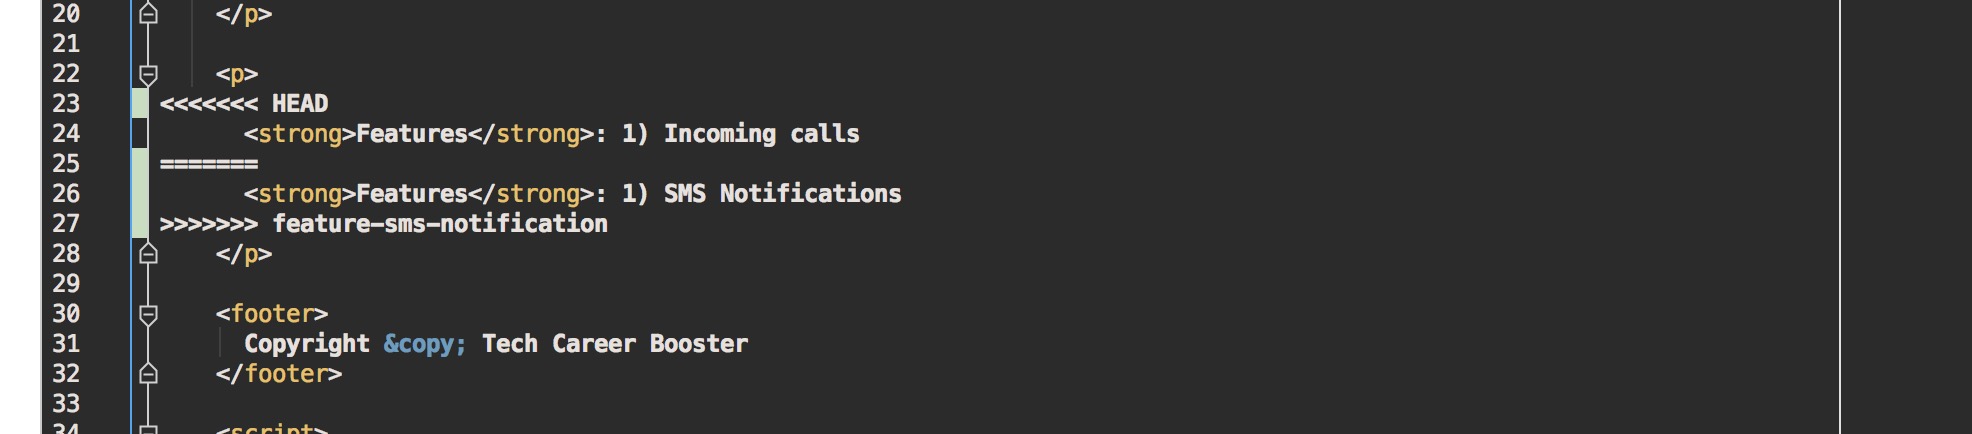 20 </p>
21
22 <p>
23 <<<<<<< HEAD
24 <strong>Features</strong>: 1) Incoming calls
25 =======
26 <strong>Features</strong>: 1) SMS Notifications
27 >>>>>>> feature-sms-notification
28 </p>
29
30 <footer>
31 Copyright &copy; Tech Career Booster
32 </footer>
33
34 <script>